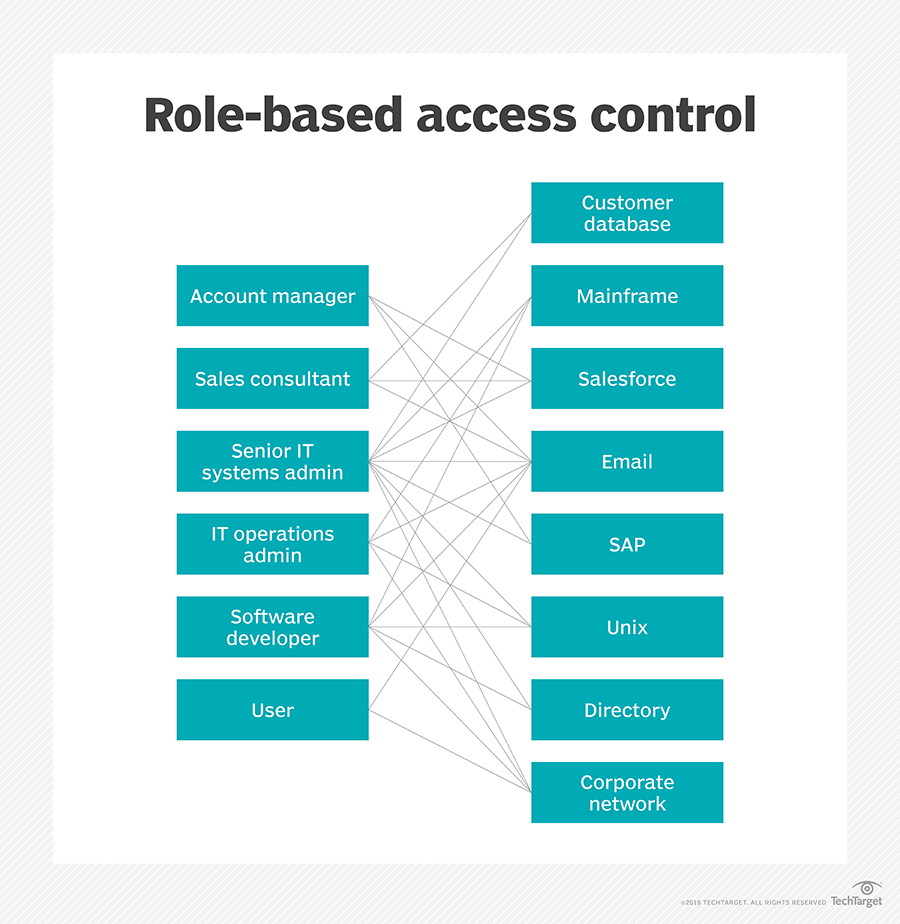 Role-based access control
Account manager
Sales consultant
Senior IT
systems admin
IT operations
admin
Software
developer
User
Customer
database
Mainframe
Salesforce
Email
SAP
Unix
Directory
Corporate
network
©2018 TECHTARGET. ALL RIGHTS RESERVED TechTarget